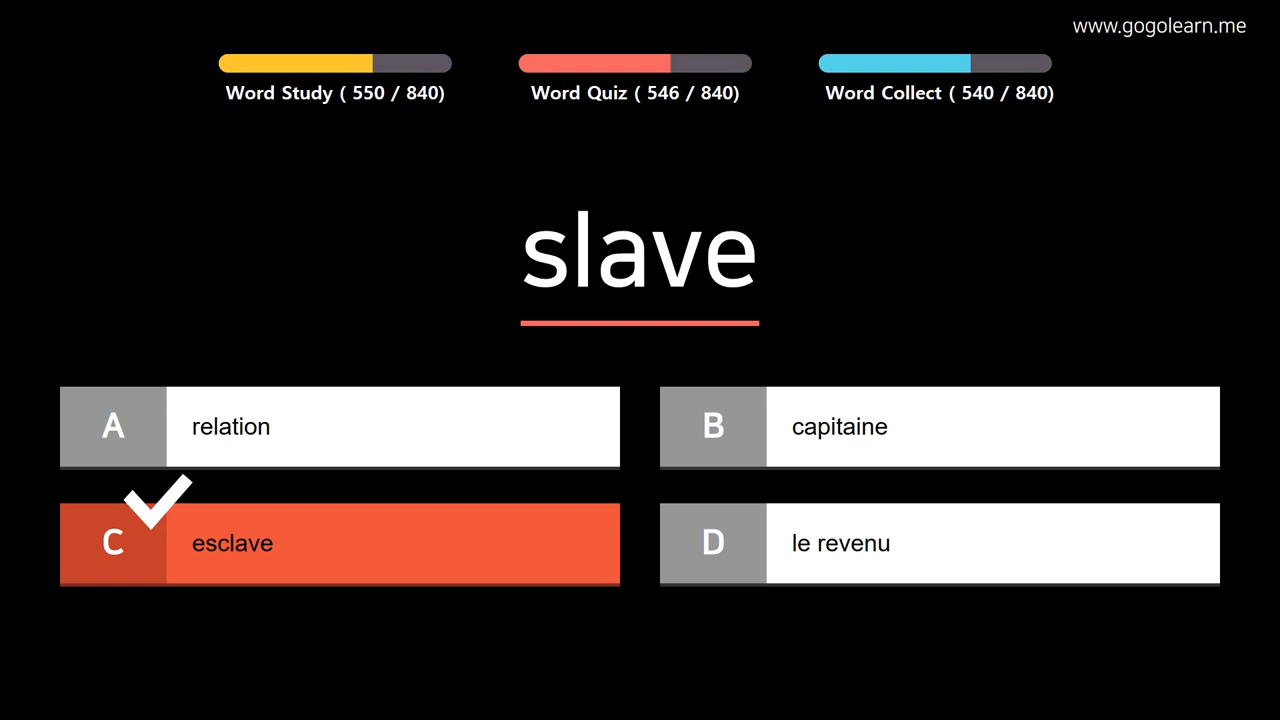 www.gogolearn.me
Word Study ( 550 / 840)
Word Quiz ( 546 / 840)
Word Collect ( 540 / 840)
slave
A relation
B capitaine
C esclave
D le revenu